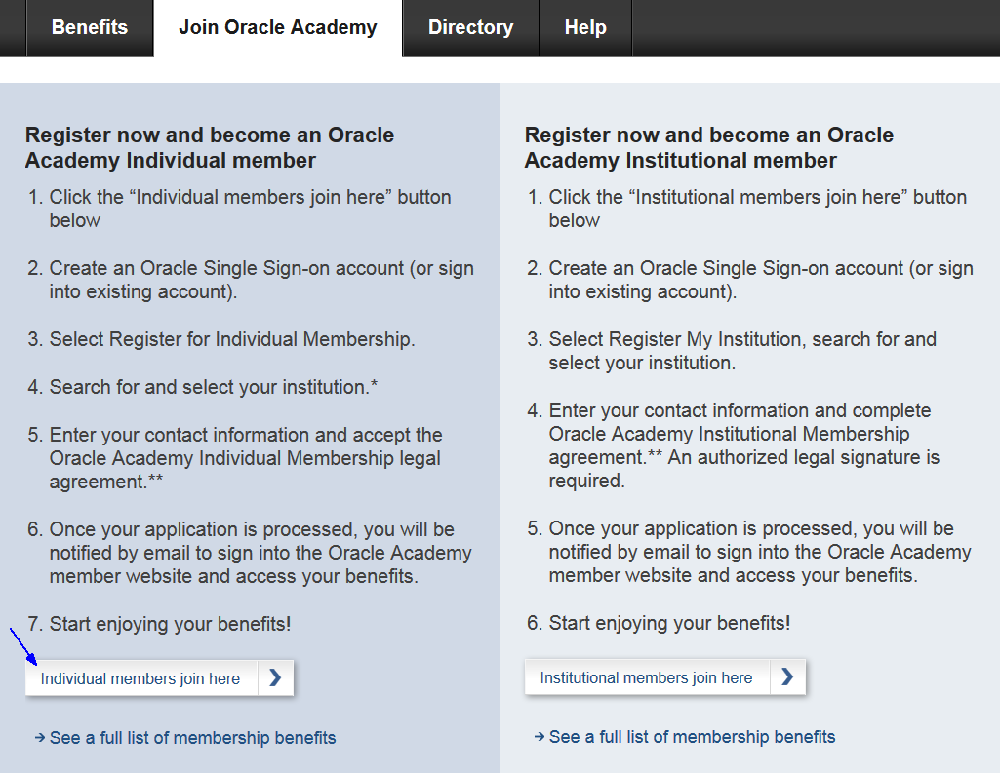 Benefits
Join Oracle Academy
Directory
Help
Register now and become an Oracle
Academy Individual member
1. Click the “Individual members join here” button
below
2. Create an Oracle Single Sign-on account (or sign
into existing account).
3. Select Register for Individual Membership.
4. Search for and select your institution.*
5. Enter your contact information and accept the
Oracle Academy Individual Membership legal
agreement.**
6. Once your application is processed, you will be
notified by email to sign into the Oracle Academy
member website and access your benefits.
7. Start enjoying your benefits!
Individual members join here
See a full list of membership benefits
Register now and become an Oracle
Academy Institutional member
1. Click the “Institutional members join here” button
below
2. Create an Oracle Single Sign-on account (or sign
into existing account).
3. Select Register My Institution, search for and
select your institution.
4. Enter your contact information and complete
Oracle Academy Institutional Membership
agreement.** An authorized legal signature is
required.
5. Once your application is processed, you will be
notified by email to sign into the Oracle Academy
member website and access your benefits.
6. Start enjoying your benefits!
Institutional members join here
See a full list of membership benefits